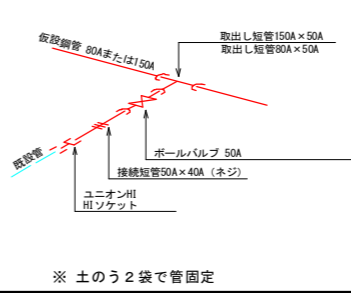 取出し短管150A×50A
仮設鋼管 80Aまたは150A
取出し短管80A×50A
既設管
ボールバルブ 50A
接続短管50A×40A（ネジ）
ユニオンHI
HIソケット
※ 土のう２袋で管固定